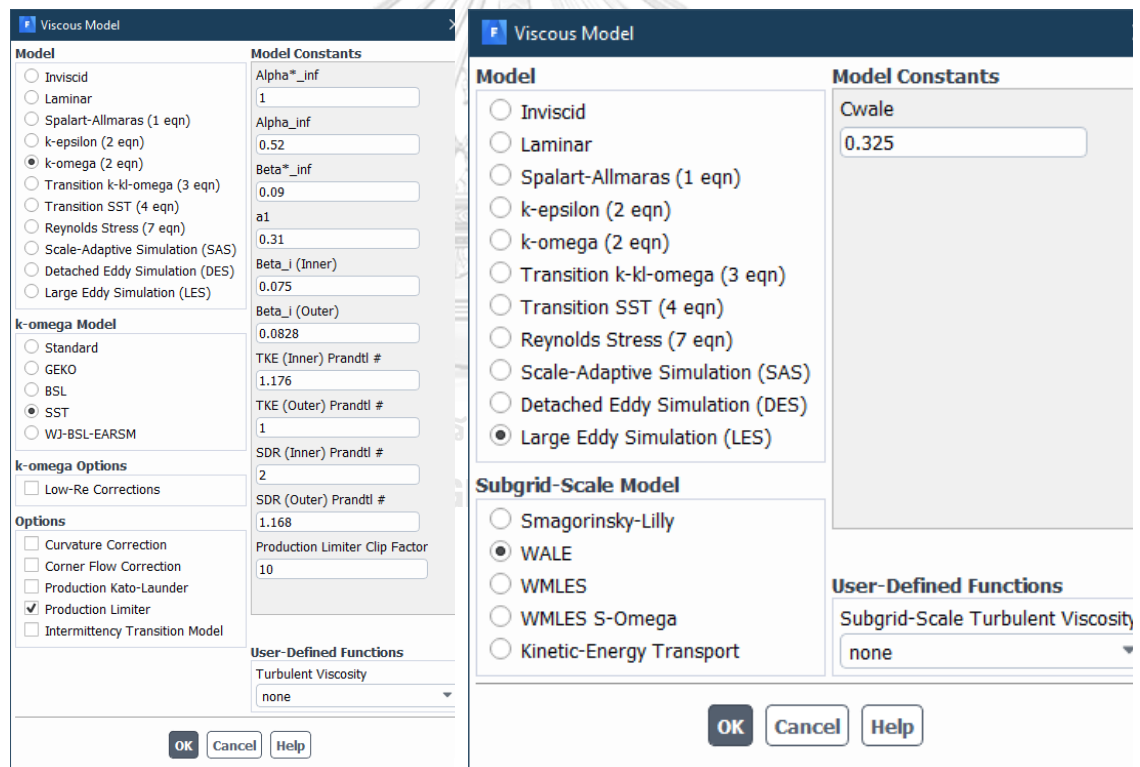 Viscous Model
Model
Inviscid
Laminar
Spalart-Allmaras (1 eqn)
k-epsilon (2 eqn)
k-omega (2 eqn)
Transition k-kl-omega (3 eqn)
Transition SST (4 eqn)
Reynolds Stress (7 eqn)
Scale-Adaptive Simulation (SAS)
Detached Eddy Simulation (DES)
Large Eddy Simulation (LES)
k-omega Model
Standard
GEKO
BSL
SST
WJ-BSL-EARSM
k-omega Options
Low-Re Corrections
Options
Curvature Correction
Corner Flow Correction
Production Kato-Launder
Production Limiter
Intermittency Transition Model
Model Constants
Alpha*_inf
1
Alpha_inf
0.52
Beta*_inf
0.09
a1
0.31
Beta_i (Inner)
0.075
Beta_i (Outer)
0.0828
TKE (Inner) Prandtl #
1.176
TKE (Outer) Prandtl #
1
SDR (Inner) Prandtl #
2
SDR (Outer) Prandtl #
1.168
Production Limiter Clip Factor
10
User-Defined Functions
Turbulent Viscosity
none
OK
Cancel
Help
Viscous Model
Model
Inviscid
Laminar
Spalart-Allmaras (1 eqn)
k-epsilon (2 eqn)
k-omega (2 eqn)
Transition k-kl-omega (3 eqn)
Transition SST (4 eqn)
Reynolds Stress (7 eqn)
Scale-Adaptive Simulation (SAS)
Detached Eddy Simulation (DES)
Large Eddy Simulation (LES)
Subgrid-Scale Model
Smagorinsky-Lilly
WALE
WMLES
WMLES S-Omega
Kinetic-Energy Transport
Model Constants
Cwale
0.325
User-Defined Functions
Subgrid-Scale Turbulent Viscosity
none
OK
Cancel
Help